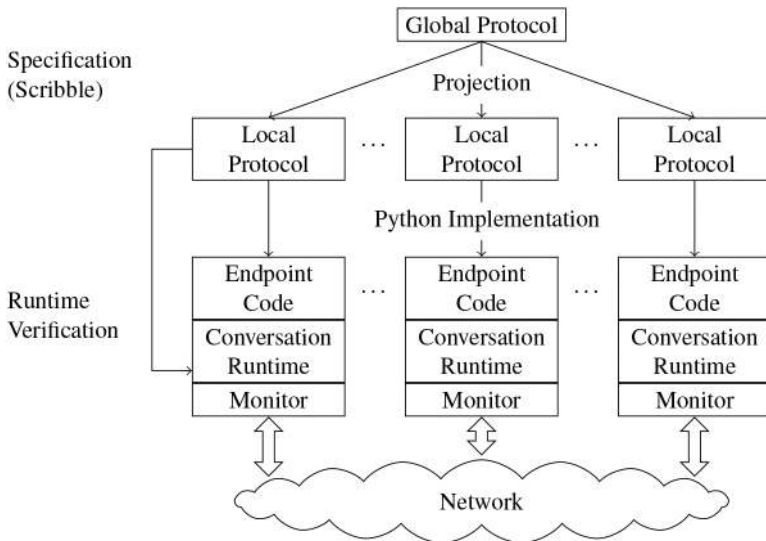 Global Protocol
Specification
(Scribble)
Projection
Local
Protocol
...
Local
Protocol
...
Local
Protocol
Python Implementation
Runtime
Verification
Endpoint
Code
...
Endpoint
Code
...
Endpoint
Code
Conversation
Runtime
Conversation
Runtime
Conversation
Runtime
Monitor
Monitor
Monitor
Network